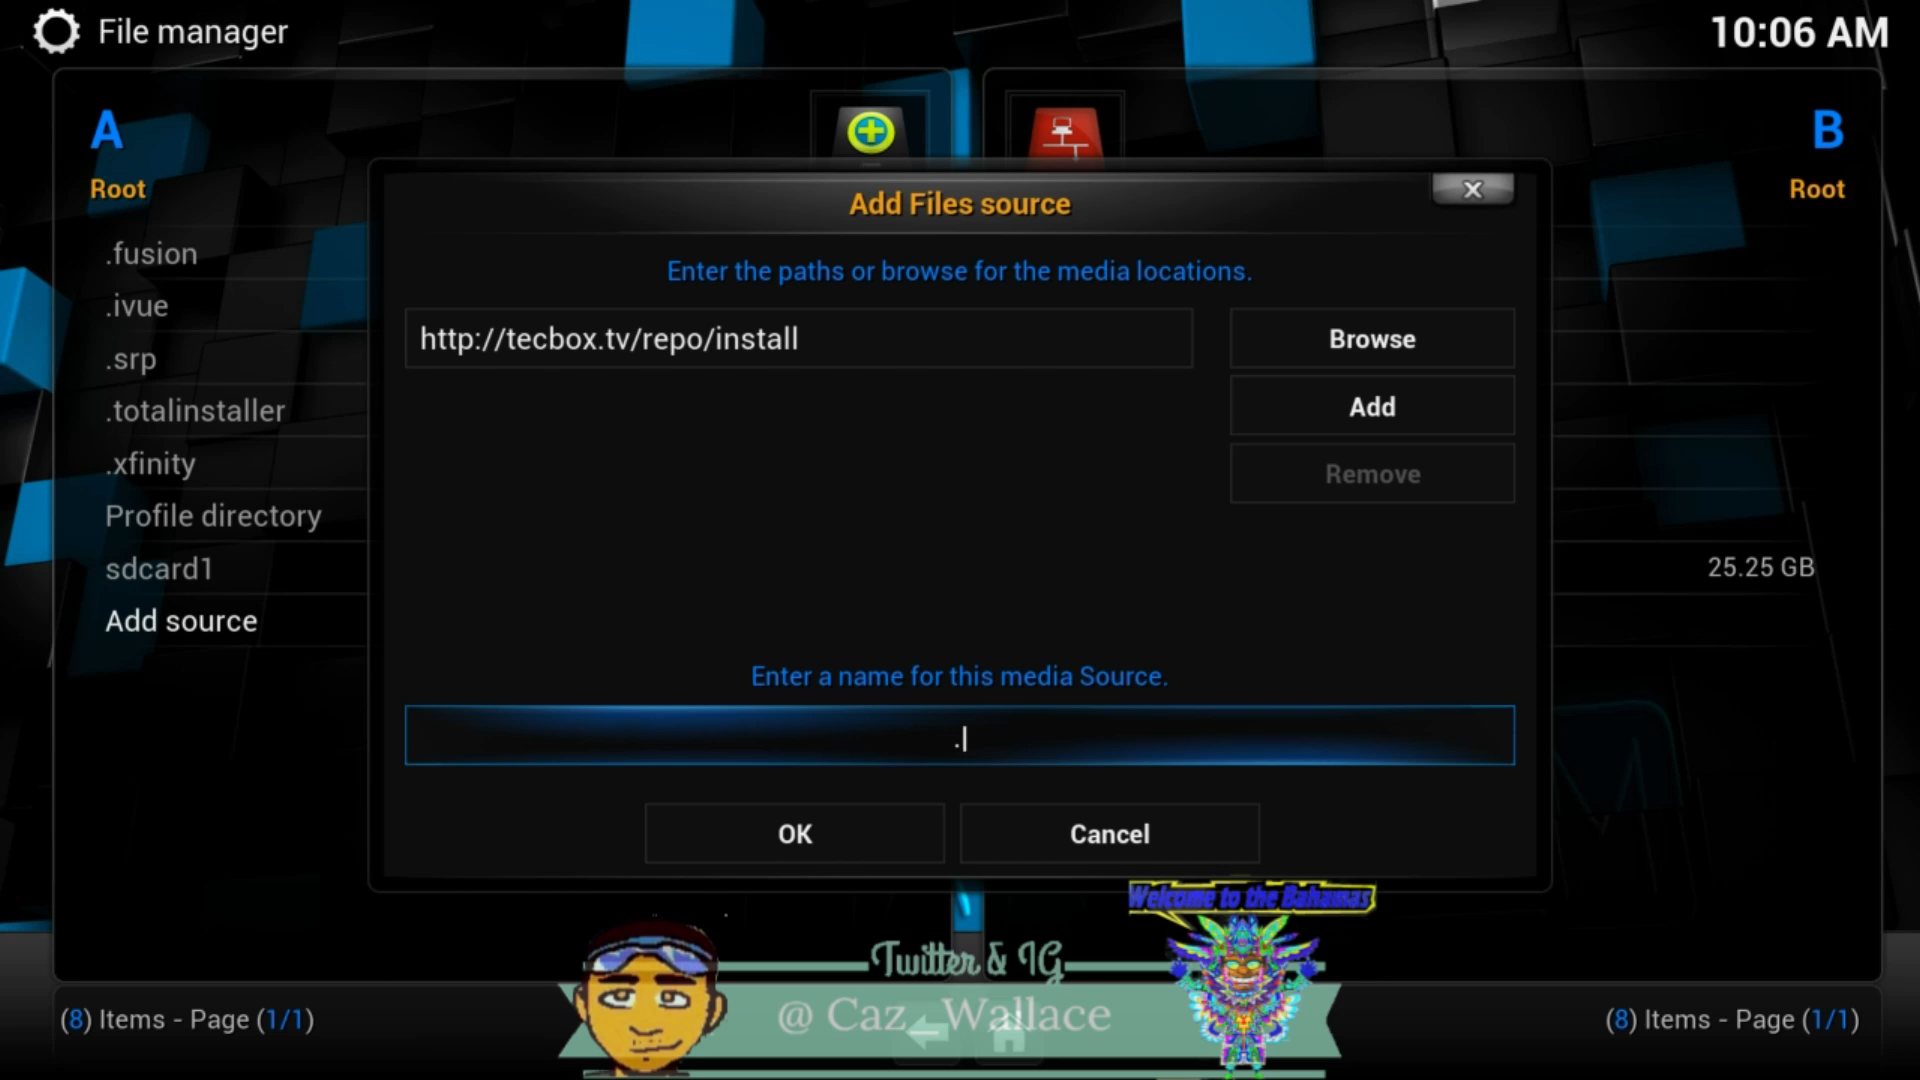 File manager
10:06 AM
A
B
Root
Root
.fusion
.ivue
.srp
.totalinstaller
.xfinity
Profile directory
sdcard1
Add source
25.25 GB
Add Files source
Enter the paths or browse for the media locations.
http://tecbox.tv/repo/install
Browse
Add
Remove
Enter a name for this media Source.
.
OK
Cancel
Welcome to the Bahamas
Twitter & IG
@ Caz_Wallace
(8) Items - Page (1/1)
(8) Items - Page (1/1)